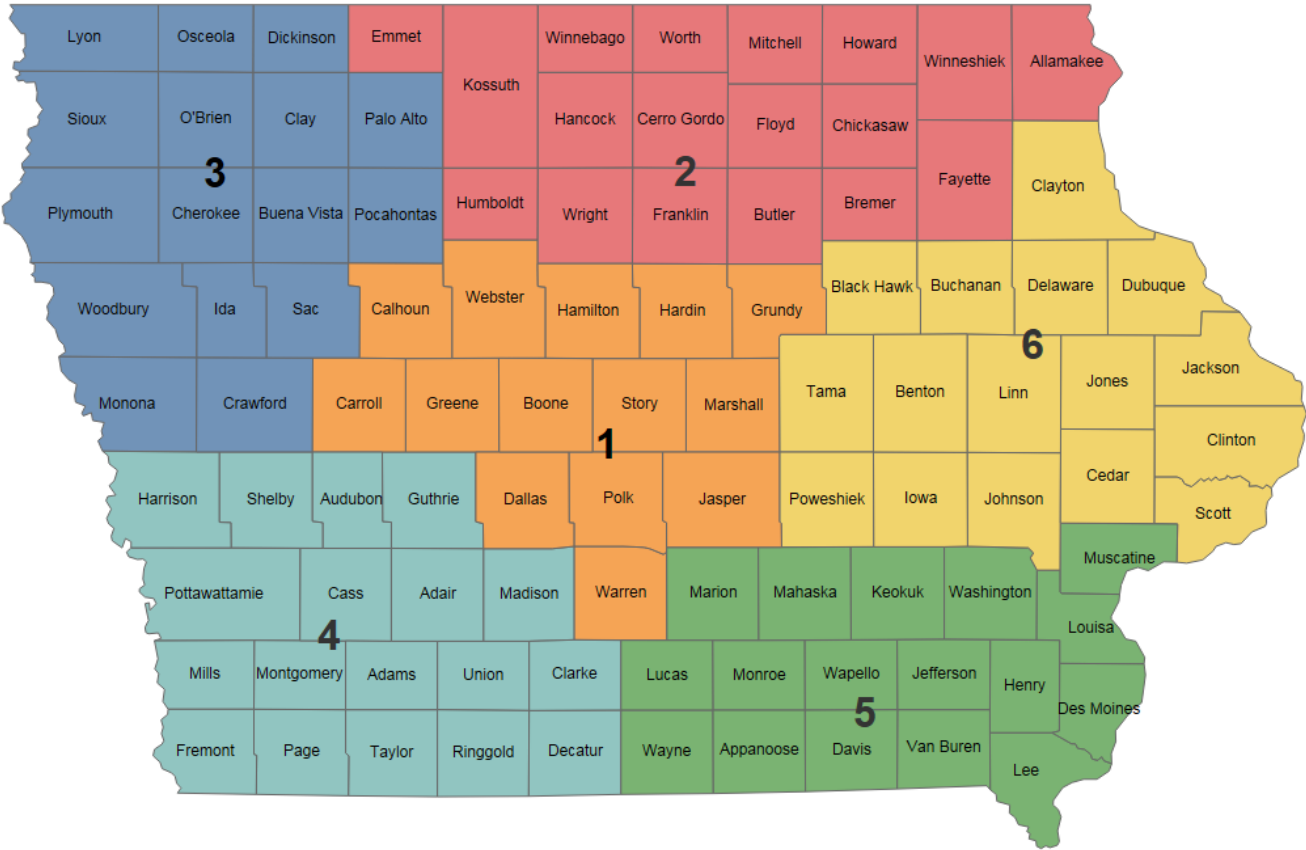 Lyon
Osceola
Dickinson
Emmet
Kossuth
Winnebago
Worth
Mitchell
Howard
Winneshiek
Allamakee
Sioux
O'Brien
Clay
Palo Alto
Hancock
Cerro Gordo
Floyd
Chickasaw
3
2
Fayette
Clayton
Plymouth
Cherokee
Buena Vista
Pocahontas
Humboldt
Wright
Franklin
Butler
Bremer
Woodbury
Ida
Sac
Calhoun
Webster
Hamilton
Hardin
Grundy
Black Hawk
Buchanan
Delaware
Dubuque
6
Monona
Crawford
Carroll
Greene
Boone
Story
Marshall
Tama
Benton
Linn
Jones
Jackson
1
Clinton
Harrison
Shelby
Audubon
Guthrie
Dallas
Polk
Jasper
Poweshiek
Iowa
Johnson
Cedar
Scott
Muscatine
Pottawattamie
Cass
Adair
Madison
Warren
Marion
Mahaska
Keokuk
Washington
Louisa
4
Mills
Montgomery
Adams
Union
Clarke
Lucas
Monroe
Wapello
Jefferson
Henry
Des Moines
5
Fremont
Page
Taylor
Ringgold
Decatur
Wayne
Appanoose
Davis
Van Buren
Lee